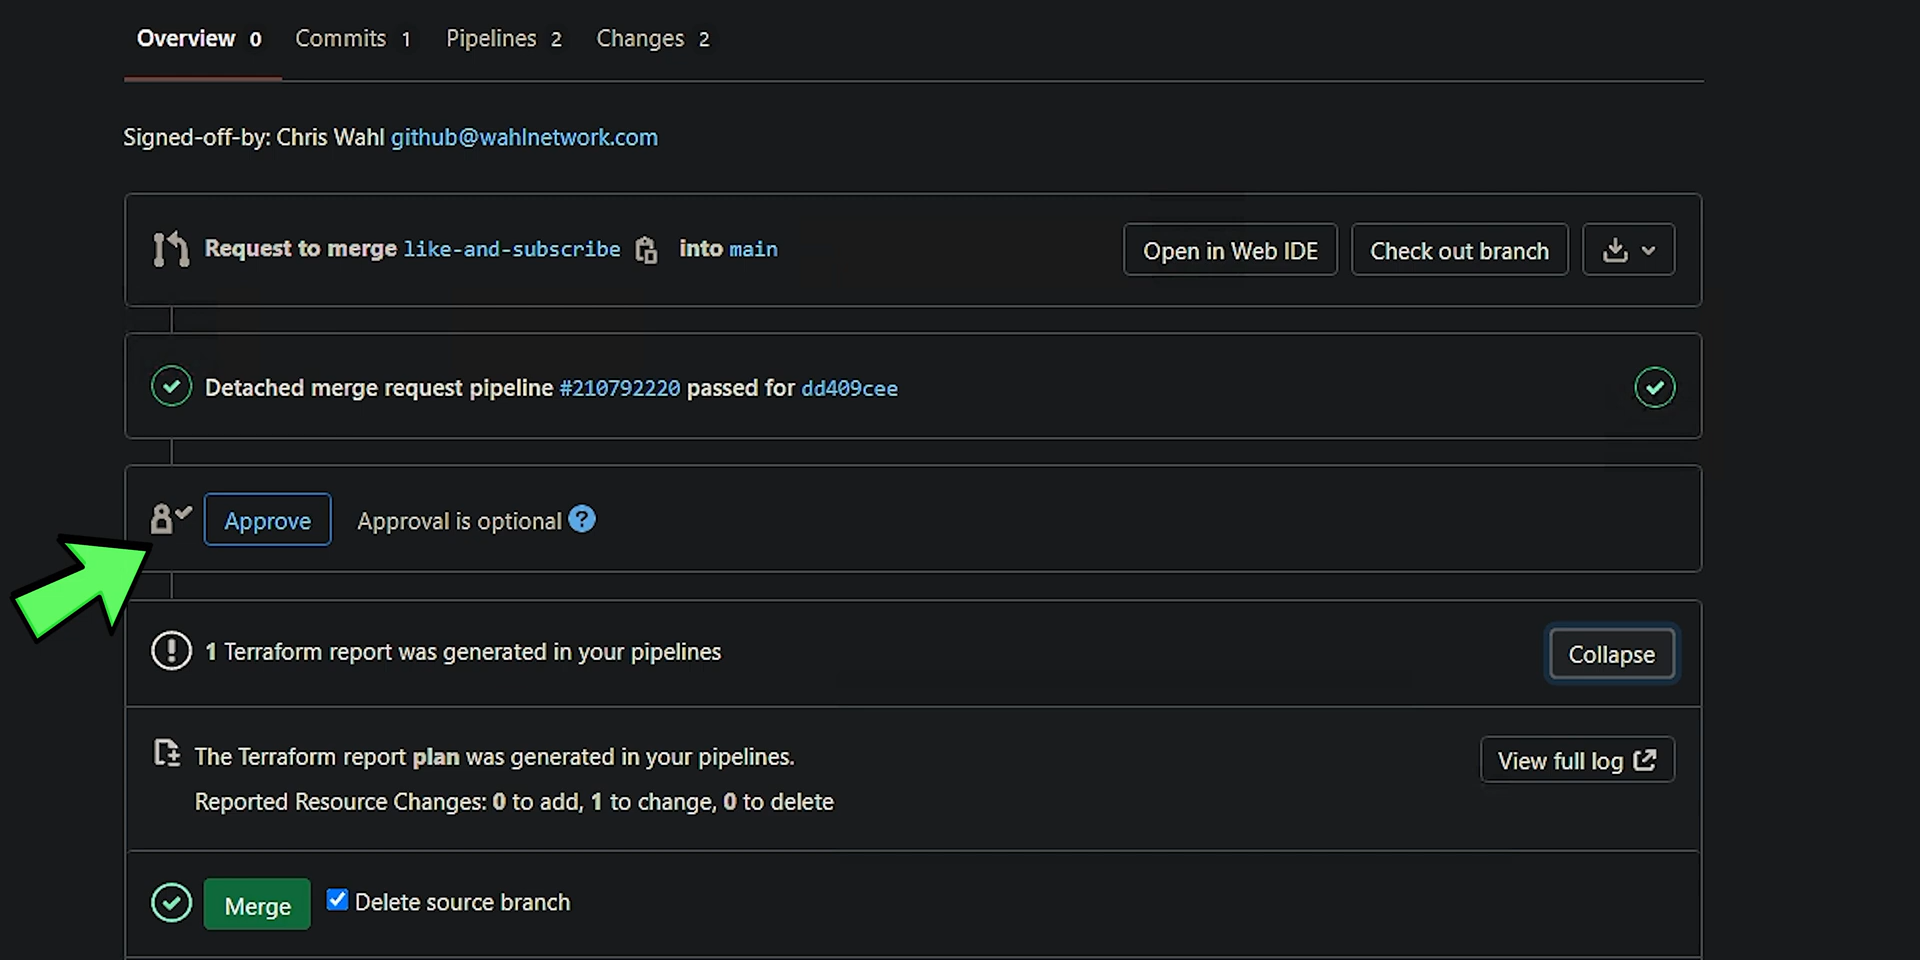 Overview 0 Commits 1 Pipelines 2 Changes 2
Signed-off-by: Chris Wahl github@wahlnetwork.com
Request to merge like-and-subscribe into main Open in Web IDE Check out branch
Detached merge request pipeline #210792220 passed for dd409cee
Approve Approval is optional ?
1 Terraform report was generated in your pipelines Collapse
The Terraform report plan was generated in your pipelines. View full log
Reported Resource Changes: 0 to add, 1 to change, 0 to delete
Merge Delete source branch